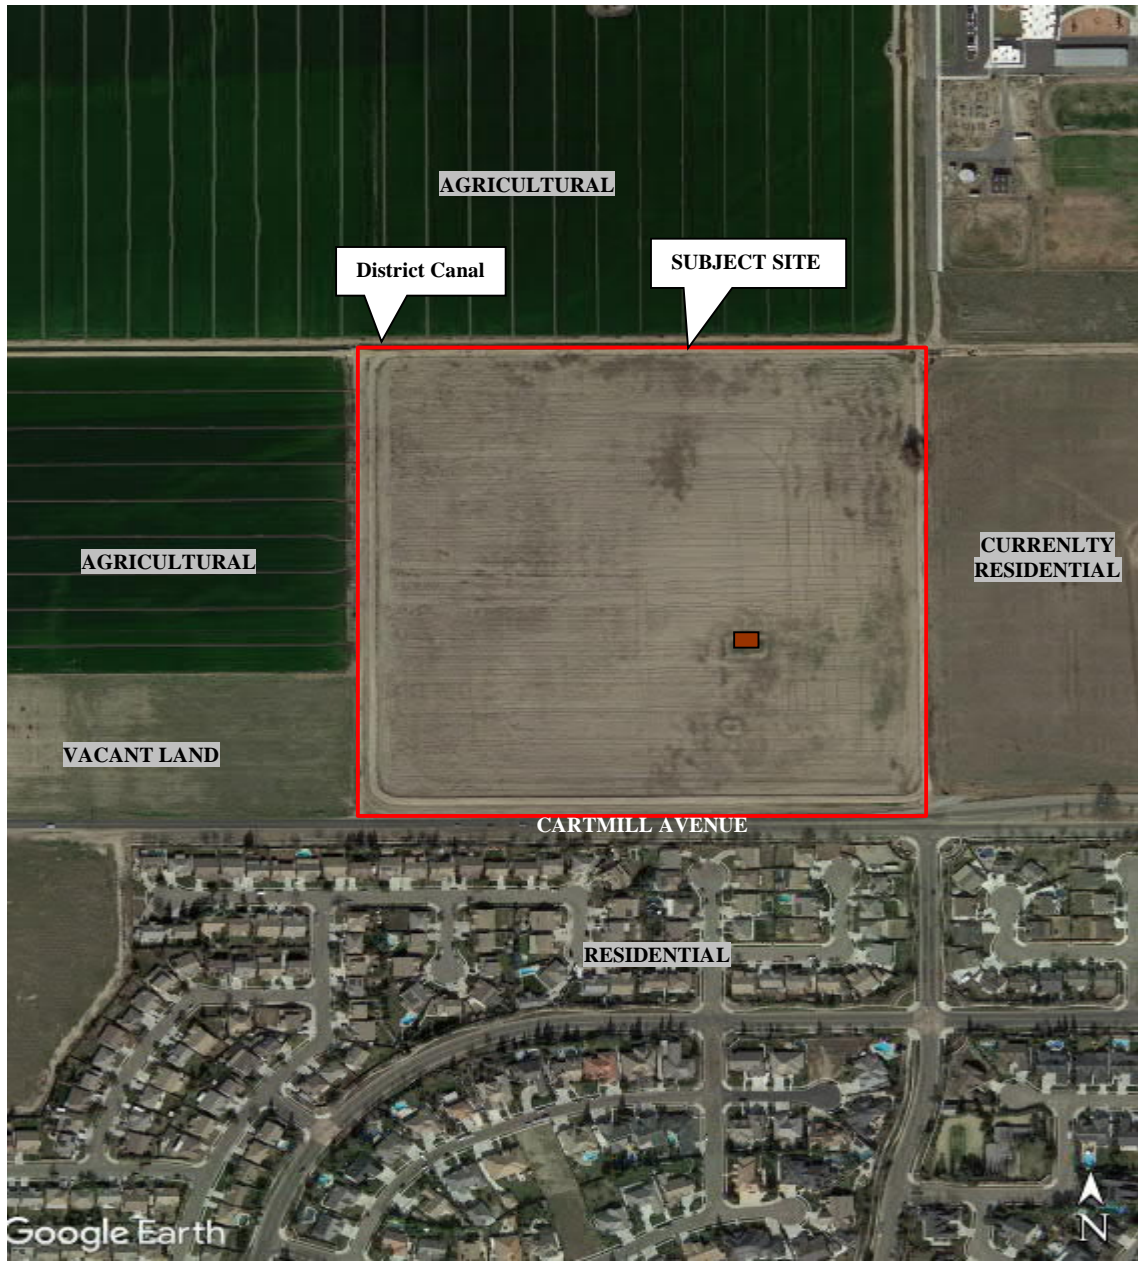 AGRICULTURAL
District Canal
SUBJECT SITE
AGRICULTURAL
CURRENLTY
RESIDENTIAL
VACANT LAND
CARTMILL AVENUE
RESIDENTIAL
N
Google Earth